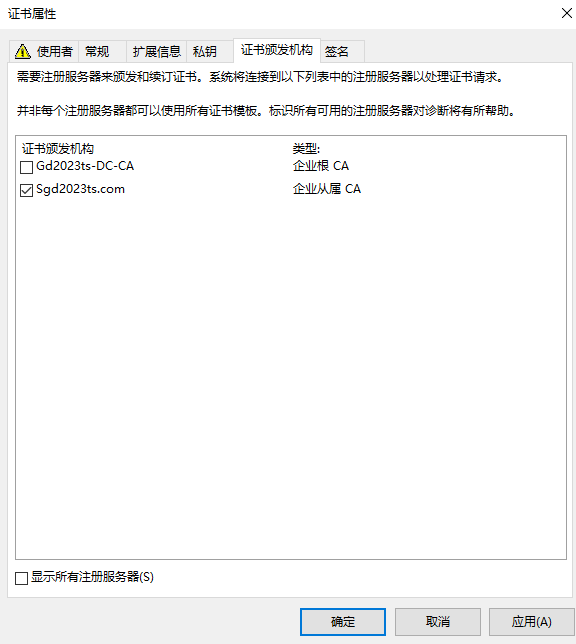 证书属性
使用者 常规 扩展信息 私钥 证书颁发机构 签名
需要注册服务器来颁发和续订证书。系统将连接到以下列表中的注册服务器以处理证书请求。
并非每个注册服务器都可以使用所有证书模板。标识所有可用的注册服务器对诊断将有所帮助。
证书颁发机构 类型:
Gd2023ts-DC-CA 企业根 CA
Sgd2023ts.com 企业从属 CA
显示所有注册服务器(S)
确定 取消 应用(A)